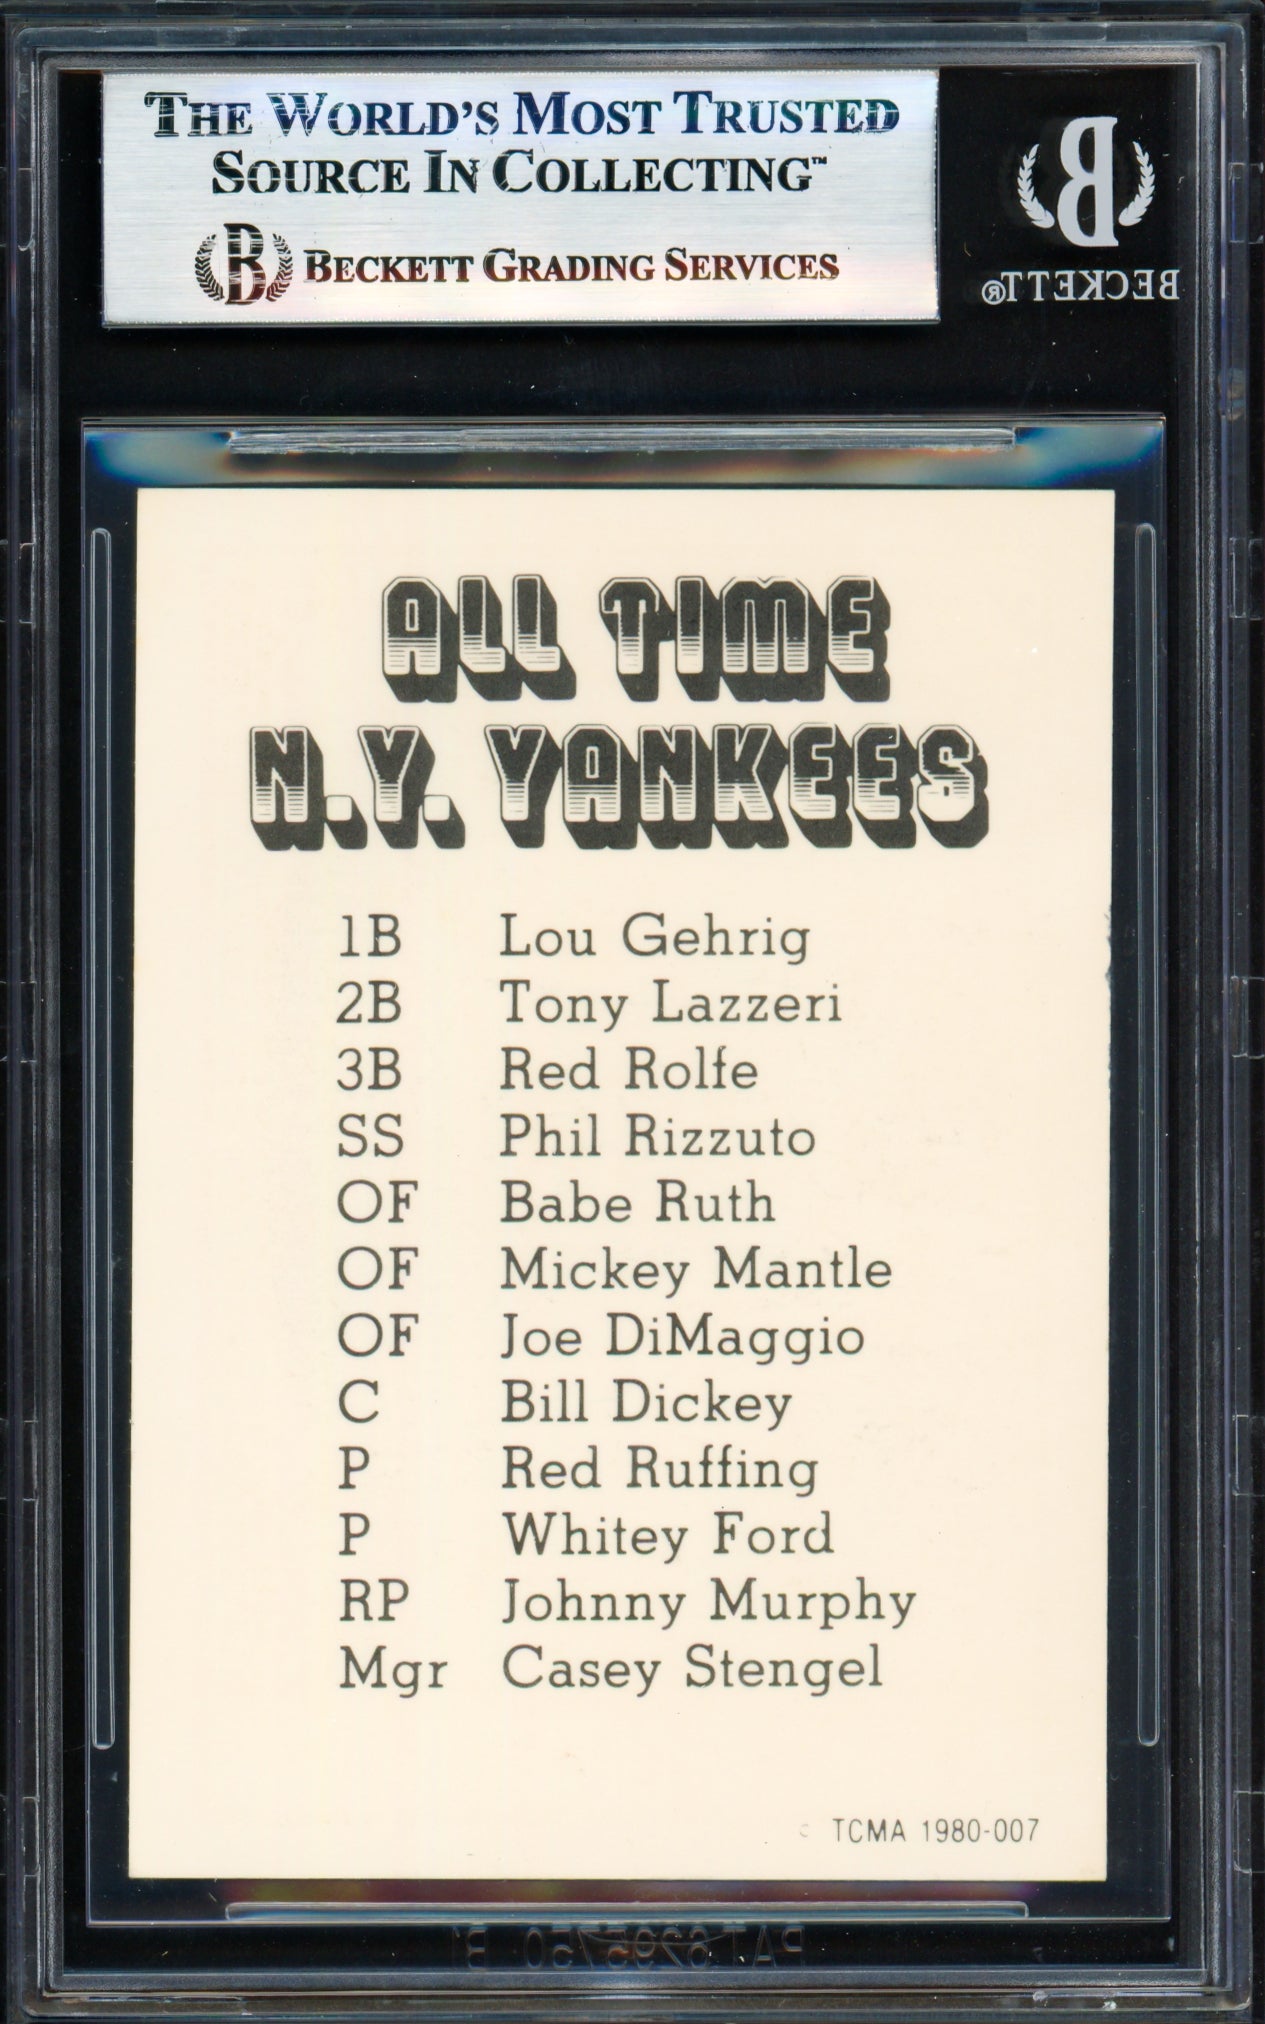 THE WORLD'S MOST TRUSTED
SOURCE IN COLLECTING™
B BECKETT GRADING SERVICES
B
BECKETT®
ALL TIME
N.Y. YANKEES
1B Lou Gehrig
2B Tony Lazzeri
3B Red Rolfe
SS Phil Rizzuto
OF Babe Ruth
OF Mickey Mantle
OF Joe DiMaggio
C Bill Dickey
P Red Ruffing
P Whitey Ford
RP Johnny Murphy
Mgr Casey Stengel
© TCMA 1980-007